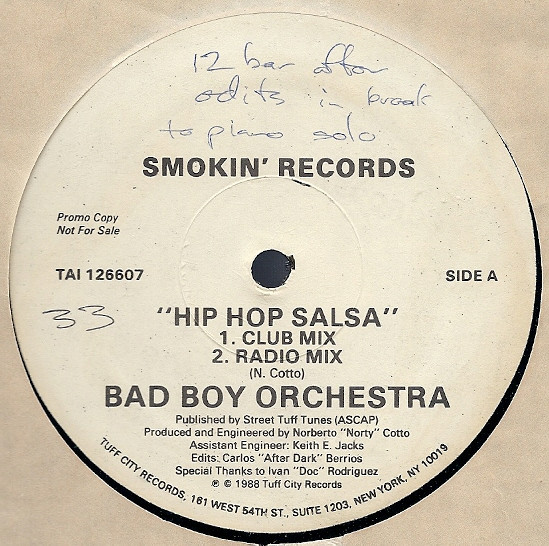 12 bar after
edits in break
to piano solo
SMOKIN' RECORDS
Promo Copy
Not For Sale
TAI 126607
SIDE A
33
"HIP HOP SALSA"
1. CLUB MIX
2. RADIO MIX
(N. Cotto)
BAD BOY ORCHESTRA
Published by Street Tuff Tunes (ASCAP)
Produced and Engineered by Norberto "Norty" Cotto
Assistant Engineer: Keith E. Jacks
Edits: Carlos "After Dark" Berrios
Special Thanks to Ivan "Doc" Rodriguez
℗ © 1988 Tuff City Records
TUFF CITY RECORDS, 161 WEST 54TH ST., SUITE 1203, NEW YORK, NY 10019